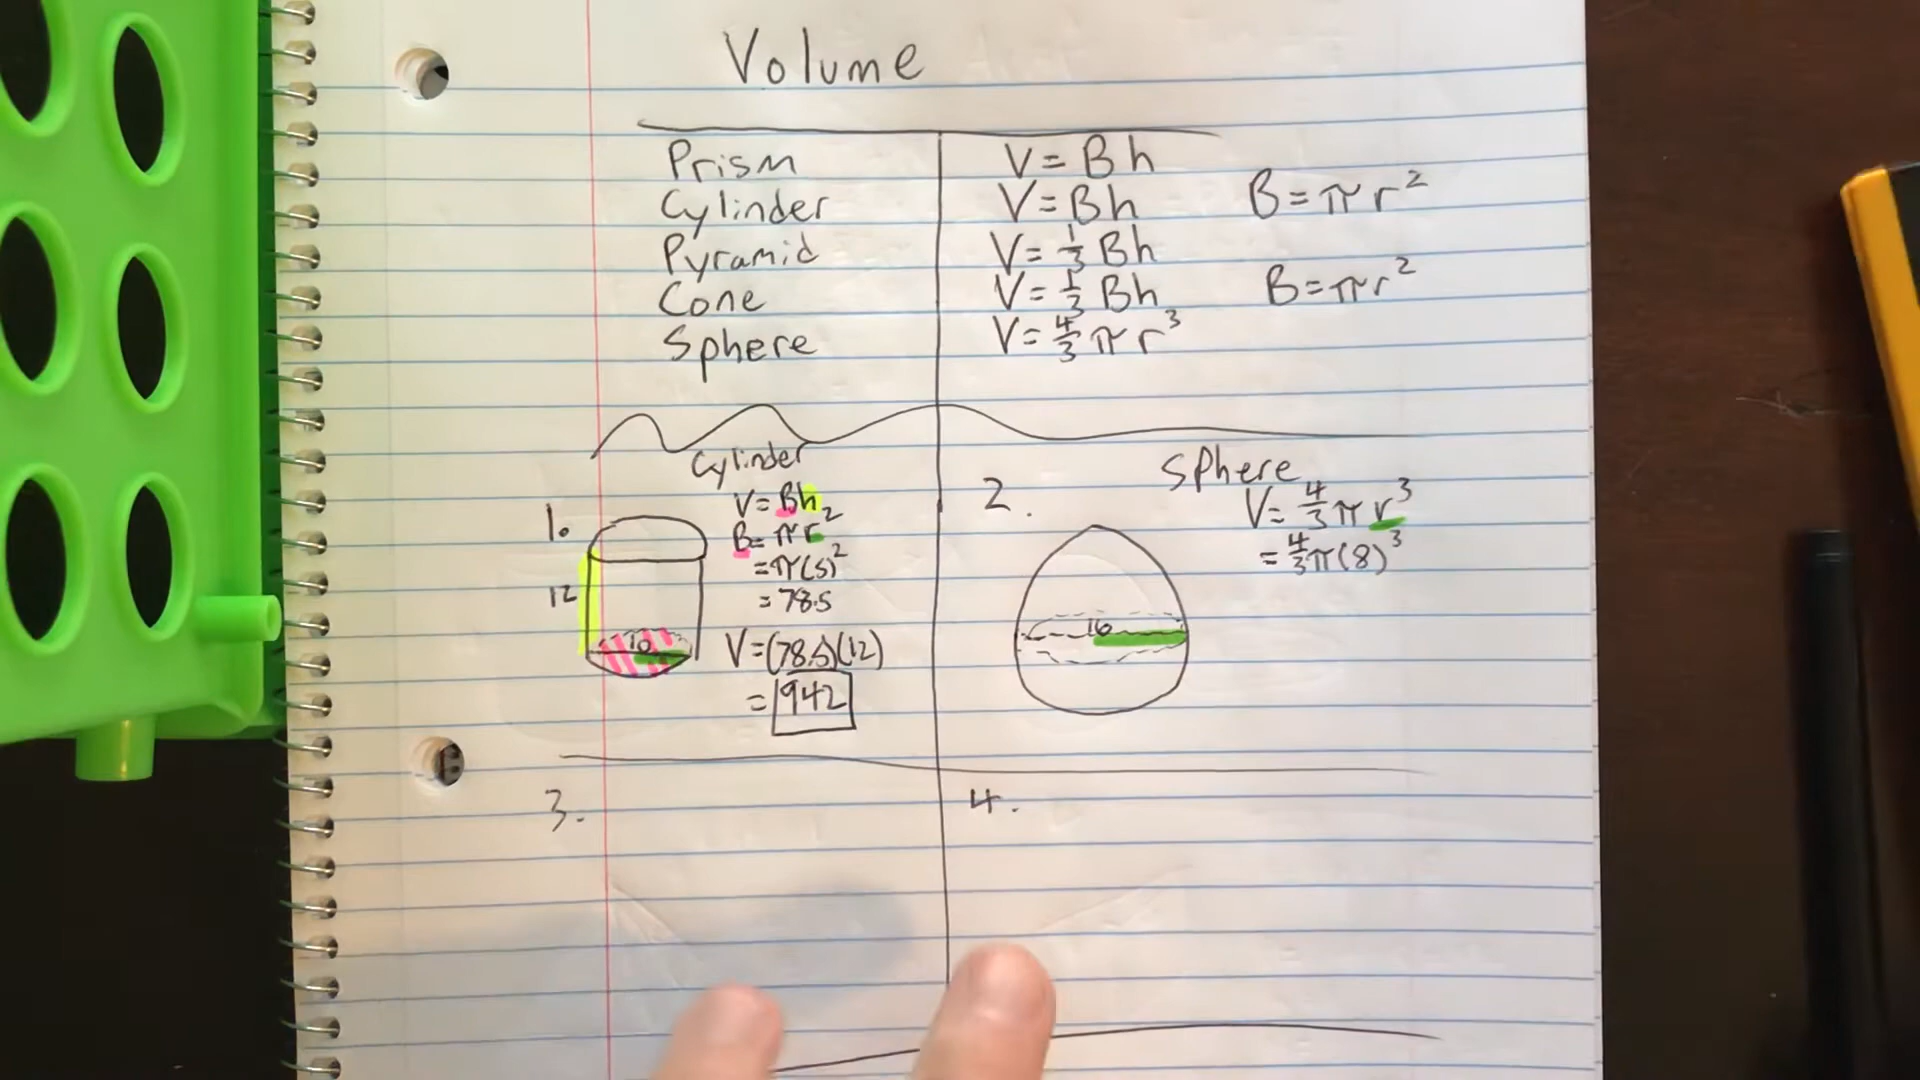 Volume
Prism V = Bh
Cylinder V = Bh B = πr²
Pyramid V = 1/3 Bh
Cone V = 1/3 Bh B = πr²
Sphere V = 4/3 πr³
Cylinder
1.
V = Bh
B = πr²
= π(5)²
= 78.5
V = (78.5)(12)
= 942
12
10
2.
Sphere
V = 4/3 πr³
= 4/3 π(8)³
16
3.
4.